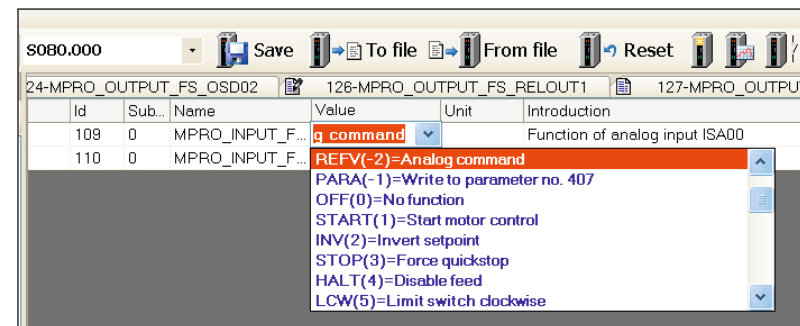 S080.000 Save To file From file Reset
24-MPRO_OUTPUT_FS_OSD02 126-MPRO_OUTPUT_FS_RELOUT1 127-MPRO_OUTPU
Id Sub... Name Value Unit Introduction
109 0 MPRO_INPUT_F... g command Function of analog input ISA00
110 0 MPRO_INPUT_F...
REFV(-2)=Analog command
PARA(-1)=Write to parameter no. 407
OFF(0)=No function
START(1)=Start motor control
INV(2)=Invert setpoint
STOP(3)=Force quickstop
HALT(4)=Disable feed
LCW(5)=Limit switch clockwise